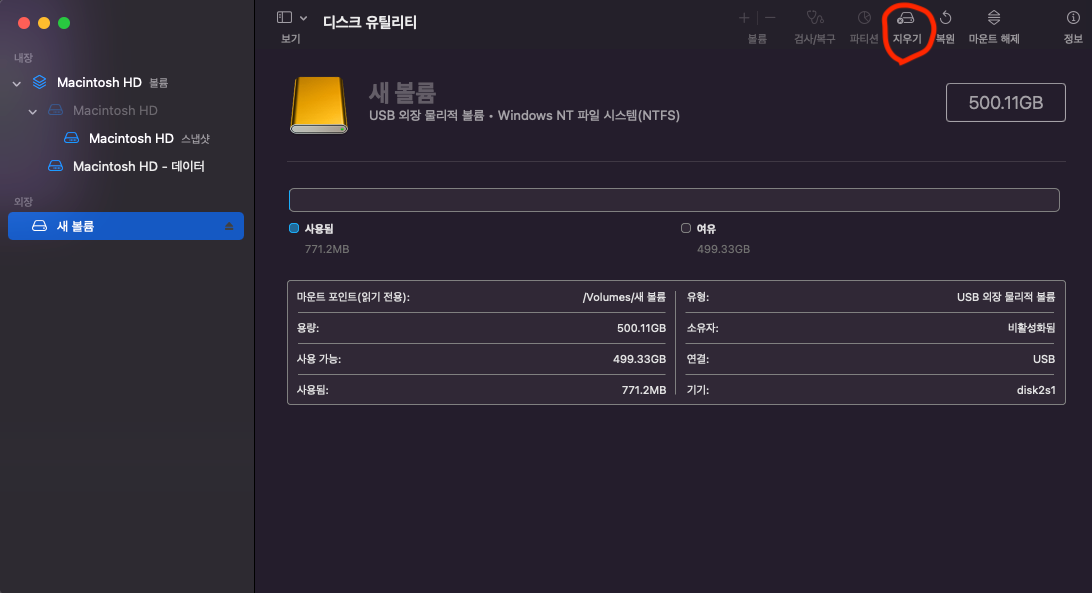 디스크 유틸리티
보기
볼륨
검사/복구
파티션
지우기
복원
마운트 해제
정보
내장
Macintosh HD 볼륨
Macintosh HD
Macintosh HD 스냅샷
Macintosh HD - 데이터
외장
새 볼륨
새 볼륨
USB 외장 물리적 볼륨 • Windows NT 파일 시스템(NTFS)
500.11GB
사용됨
771.2MB
여유
499.33GB
마운트 포인트(읽기 전용): /Volumes/새 볼륨
용량: 500.11GB
사용 가능: 499.33GB
사용됨: 771.2MB
유형: USB 외장 물리적 볼륨
소유자: 비활성화됨
연결: USB
기기: disk2s1